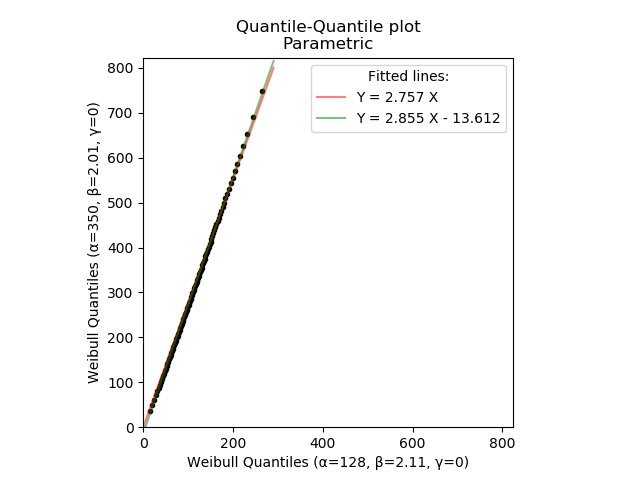 Quantile-Quantile plot
Parametric
Fitted lines:
Y = 2.757 X
Y = 2.855 X - 13.612
Weibull Quantiles (α=350, β=2.01, γ=0)
800
700
600
500
400
300
200
100
0
0 200 400 600 800
Weibull Quantiles (α=128, β=2.11, γ=0)